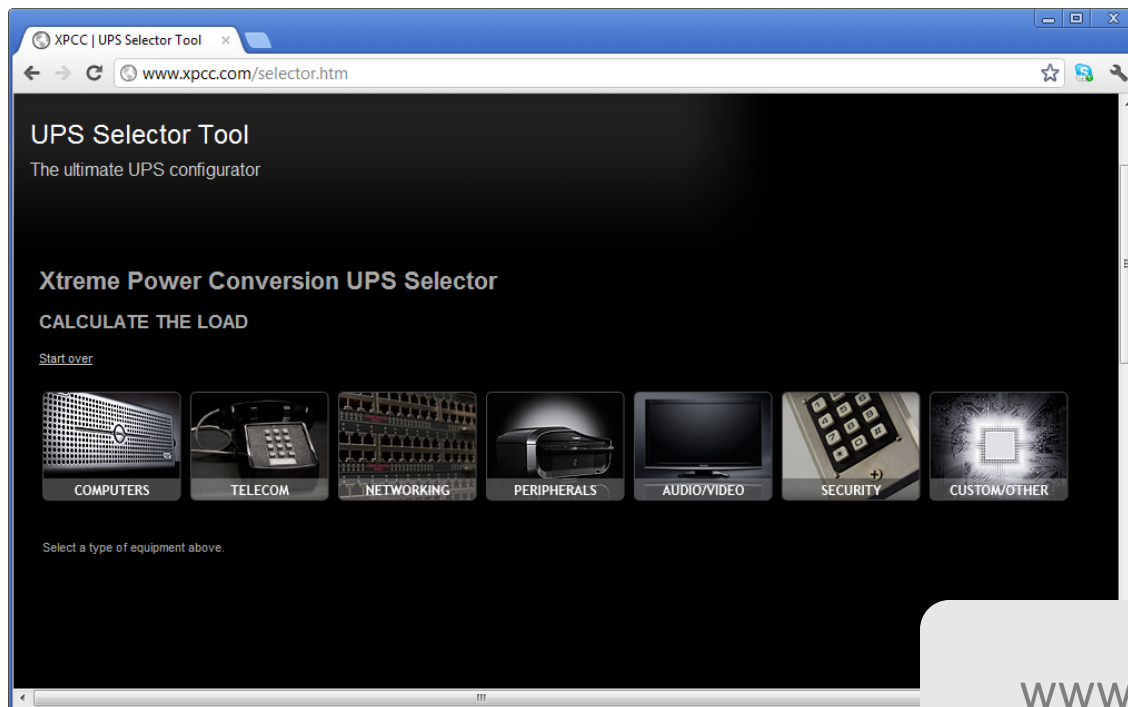 XPCC | UPS Selector Tool
www.xpcc.com/selector.htm
UPS Selector Tool
The ultimate UPS configurator
Xtreme Power Conversion UPS Selector
CALCULATE THE LOAD
Start over
COMPUTERS
TELECOM
NETWORKING
PERIPHERALS
AUDIO/VIDEO
SECURITY
CUSTOM/OTHER
Select a type of equipment above.
www